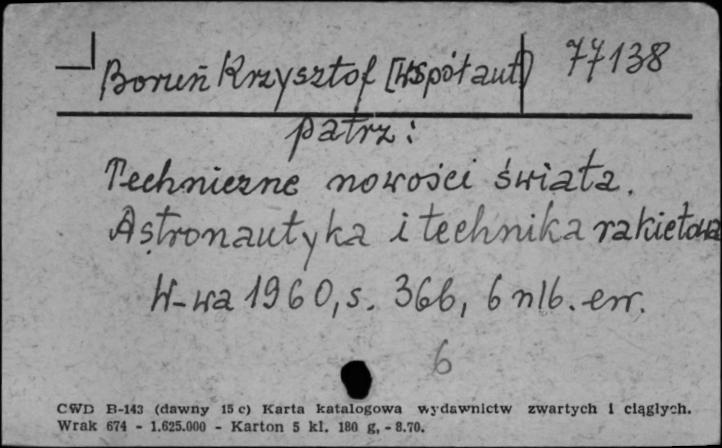 Boruń Krzysztof [współaut.] 77138
patrz:
Techniczne nowości świata.
Astronautyka i technika rakietowa
W-wa 1960, s. 366, 6 nlb. err.
6
CWD B-143 (dawny 15 c) Karta katalogowa wydawnictw zwartych i ciągłych.
Wrak 674 - 1.625.000 - Karton 5 kl. 180 g, - 8.70.